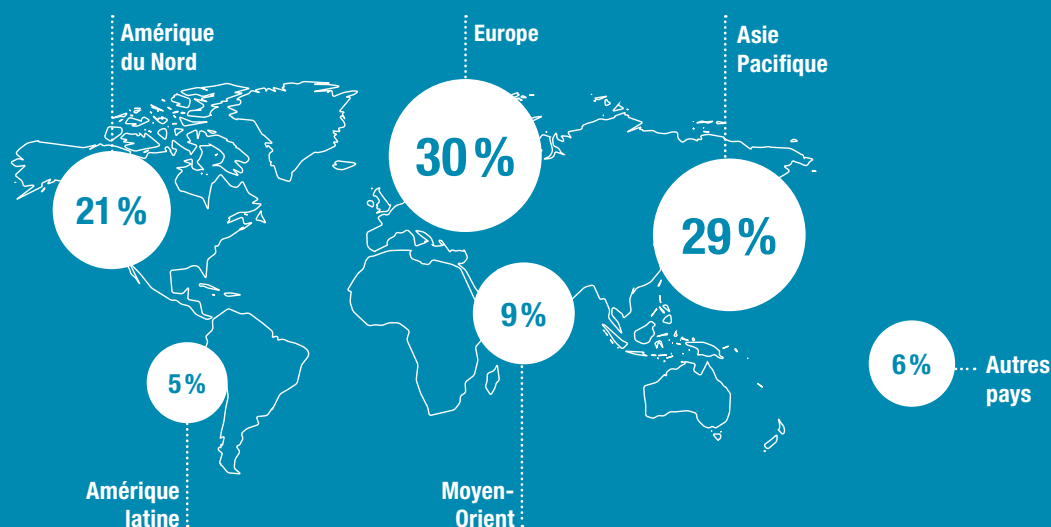 Amérique
du Nord
Europe
Asie
Pacifique
30 %
21 %
29 %
9 %
5 %
6 %
Autres
pays
Amérique
latine
Moyen-
Orient